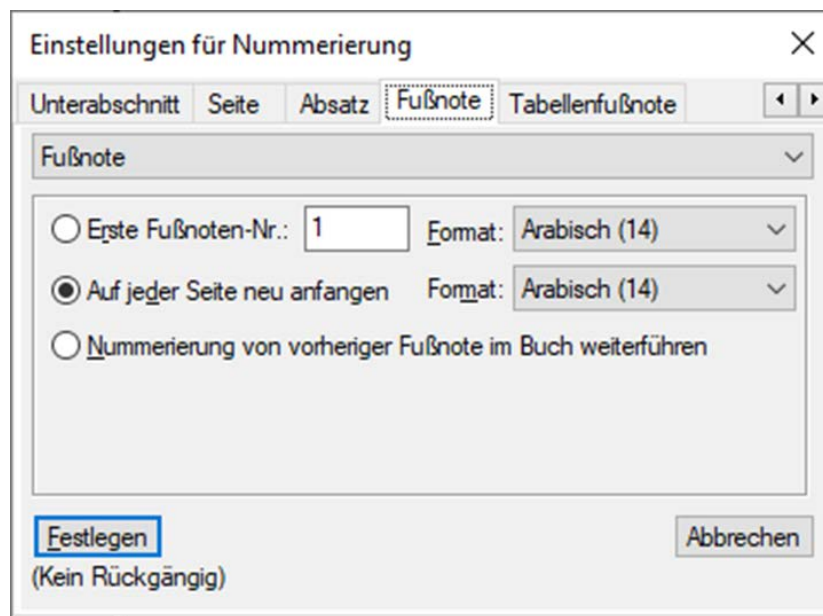 Einstellungen für Nummerierung
Unterabschnitt Seite Absatz Fußnote Tabellenfußnote
Fußnote
Erste Fußnoten-Nr.: 1 Format: Arabisch (14)
Auf jeder Seite neu anfangen Format: Arabisch (14)
Nummerierung von vorheriger Fußnote im Buch weiterführen
Festlegen Abbrechen
(Kein Rückgängig)